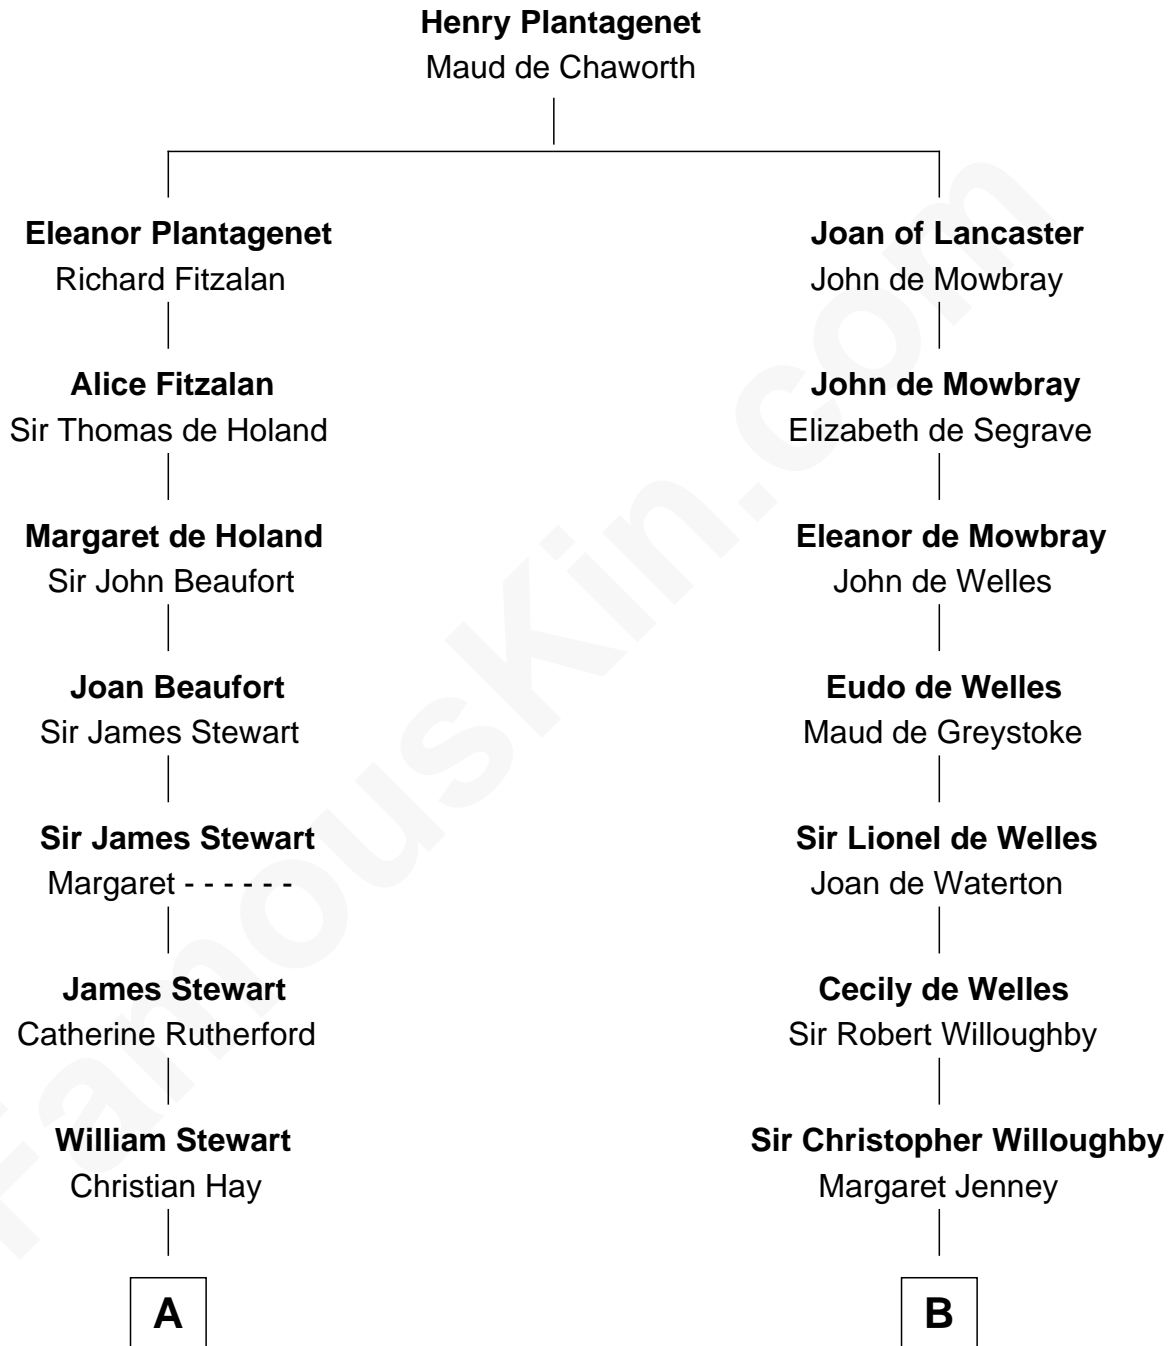 Henry Plantagenet
Maud de Chaworth
Eleanor Plantagenet
Richard Fitzalan
Joan of Lancaster
John de Mowbray
Alice Fitzalan
Sir Thomas de Holand
John de Mowbray
Elizabeth de Segrave
Margaret de Holand
Sir John Beaufort
Eleanor de Mowbray
John de Welles
Joan Beaufort
Sir James Stewart
Eudo de Welles
Maud de Greystoke
Sir James Stewart
Margaret - - - - - -
Sir Lionel de Welles
Joan de Waterton
James Stewart
Catherine Rutherford
Cecily de Welles
Sir Robert Willoughby
William Stewart
Christian Hay
Sir Christopher Willoughby
Margaret Jenney
A
B
FamousKin.com